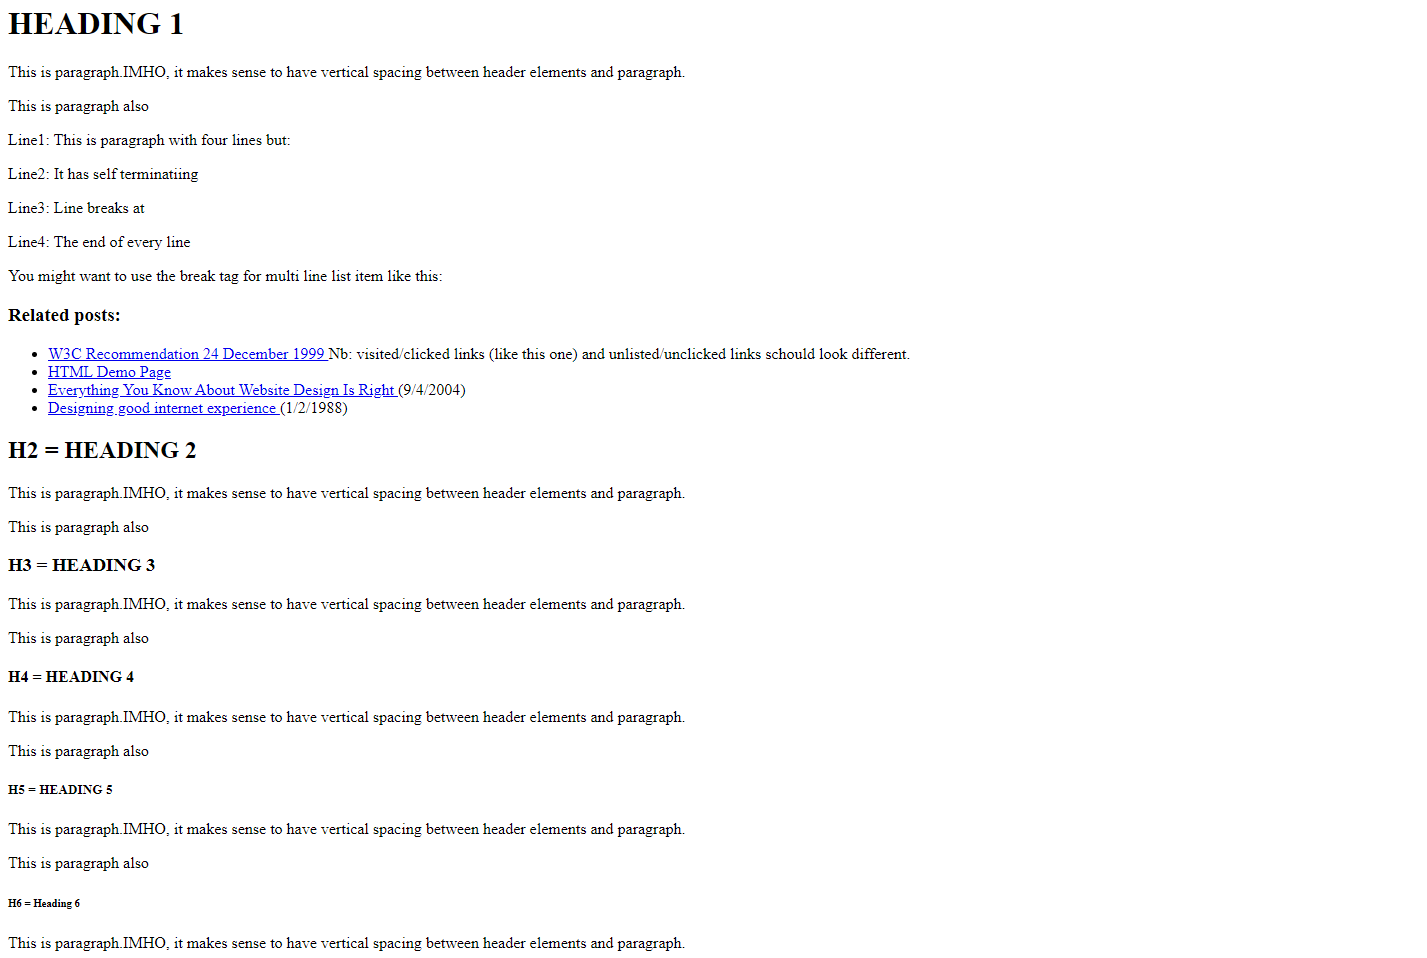 HEADING 1
This is paragraph.IMHO, it makes sense to have vertical spacing between header elements and paragraph.
This is paragraph also
Line1: This is paragraph with four lines but:
Line2: It has self terminatiing
Line3: Line breaks at
Line4: The end of every line
You might want to use the break tag for multi line list item like this:
Related posts:
• W3C Recommendation 24 December 1999 Nb: visited/clicked links (like this one) and unlisted/unclicked links schould look different.
• HTML Demo Page
• Everything You Know About Website Design Is Right (9/4/2004)
• Designing good internet experience (1/2/1988)
H2 = HEADING 2
This is paragraph.IMHO, it makes sense to have vertical spacing between header elements and paragraph.
This is paragraph also
H3 = HEADING 3
This is paragraph.IMHO, it makes sense to have vertical spacing between header elements and paragraph.
This is paragraph also
H4 = HEADING 4
This is paragraph.IMHO, it makes sense to have vertical spacing between header elements and paragraph.
This is paragraph also
H5 = HEADING 5
This is paragraph.IMHO, it makes sense to have vertical spacing between header elements and paragraph.
This is paragraph also
H6 = Heading 6
This is paragraph.IMHO, it makes sense to have vertical spacing between header elements and paragraph.